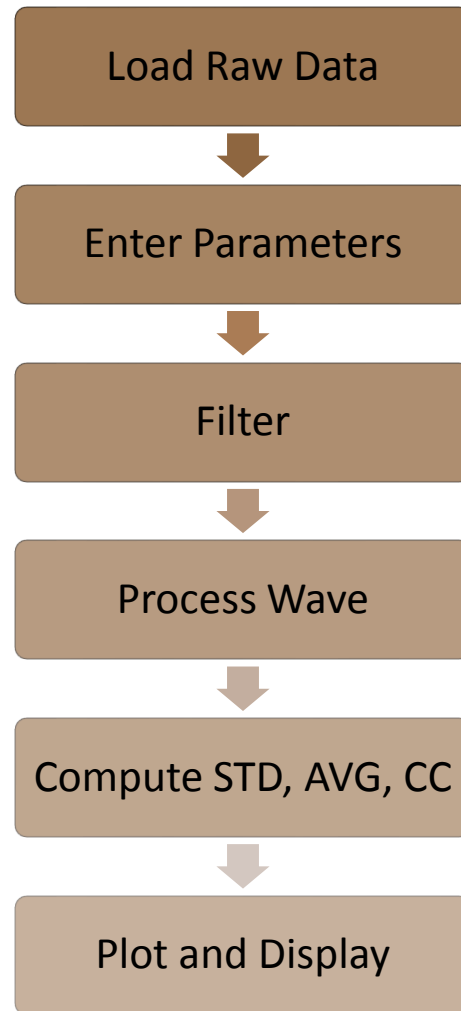 Load Raw Data
Enter Parameters
Filter
Process Wave
Compute STD, AVG, CC
Plot and Display